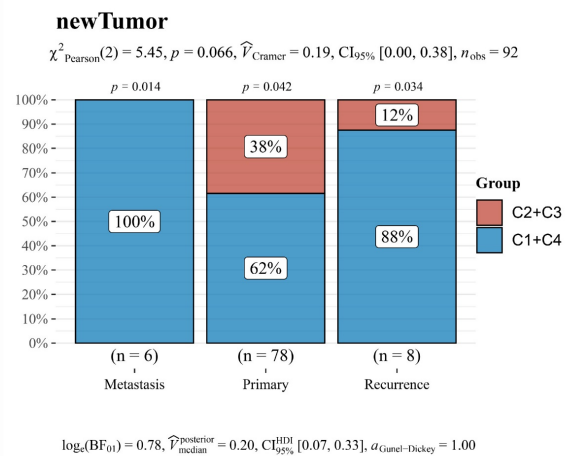 newTumor
χ²Pearson(2) = 5.45, p = 0.066, V̂Cramer = 0.19, CI95% [0.00, 0.38], nobs = 92
p = 0.014 p = 0.042 p = 0.034
100%
90%
80%
70%
60%
50%
40%
30%
20%
10%
0%
100%
38%
62%
12%
88%
Group
C2+C3
C1+C4
(n = 6) (n = 78) (n = 8)
Metastasis Primary Recurrence
loge(BF01) = 0.78, V̂posterior median = 0.20, CI HDI 95% [0.07, 0.33], aGunel−Dickey = 1.00